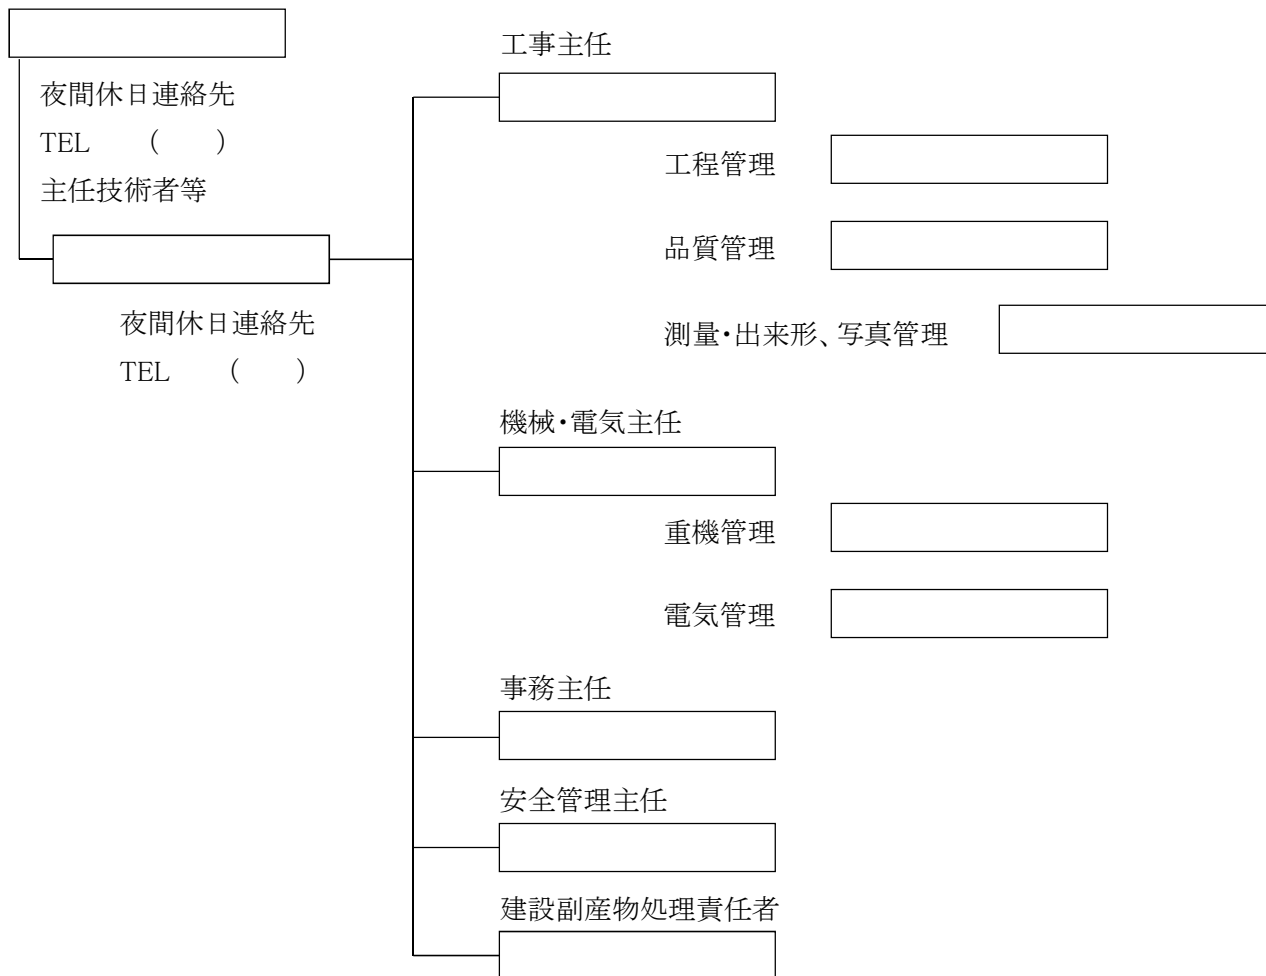 夜間休日連絡先
TEL　　（　　）
主任技術者等
夜間休日連絡先
TEL　　（　　）
工事主任
工程管理
品質管理
測量・出来形、写真管理
機械・電気主任
重機管理
電気管理
事務主任
安全管理主任
建設副産物処理責任者